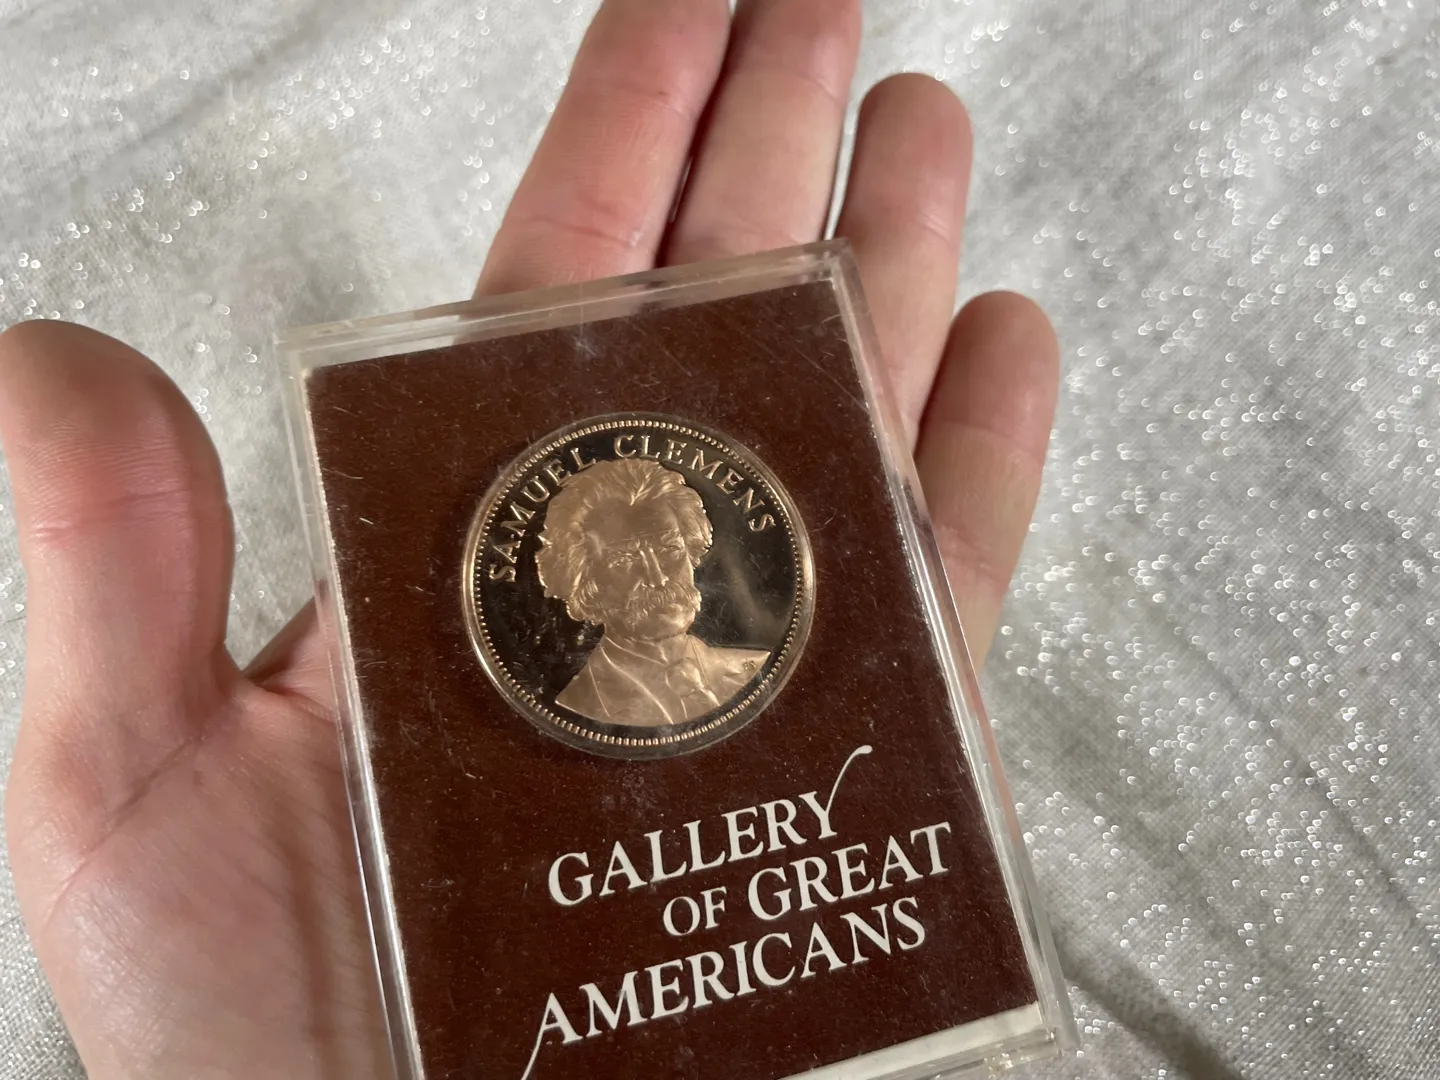 SAMUEL CLEMENS
GALLERY
OF GREAT
AMERICANS